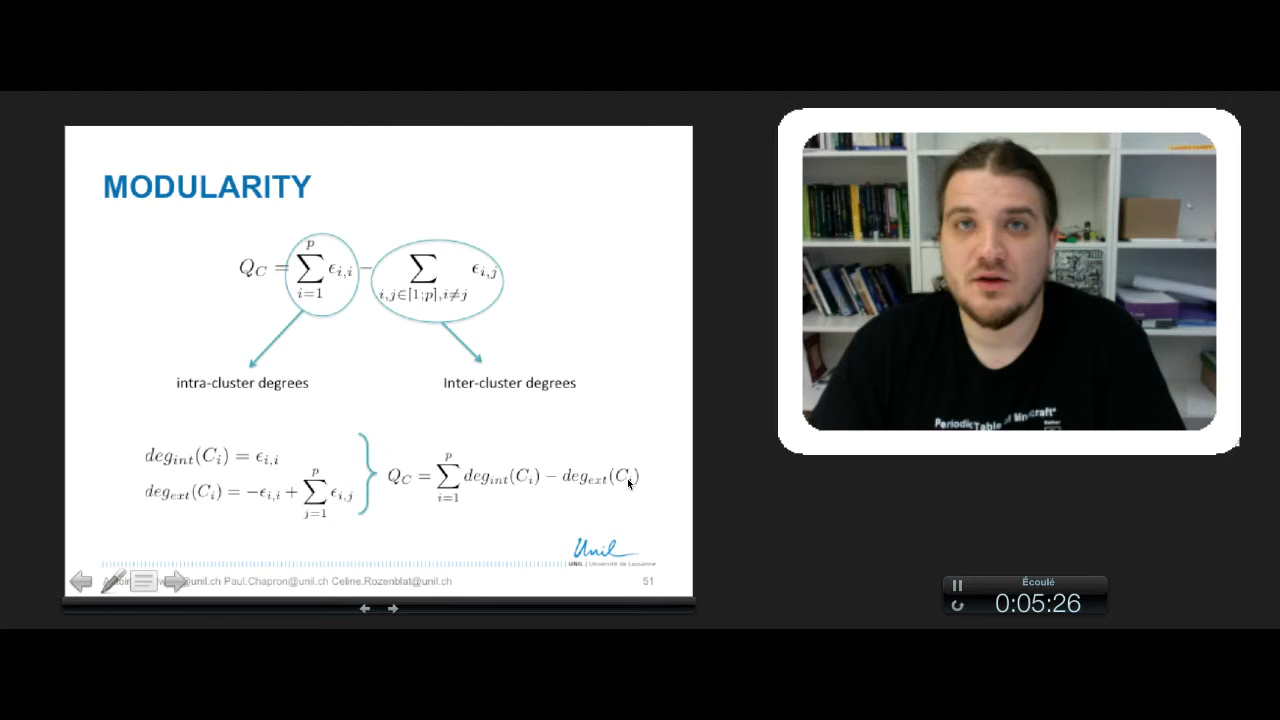 MODULARITY
Q_C = \sum_{i=1}^{p} \epsilon_{i,i} - \sum_{i,j∈[1;p],i≠j} \epsilon_{i,j}
intra-cluster degrees
Inter-cluster degrees
deg_{int}(C_i) = \epsilon_{i,i}
deg_{ext}(C_i) = -\epsilon_{i,i} + \sum_{j=1}^{p} \epsilon_{i,j}
Q_C = \sum_{i=1}^{p} deg_{int}(C_i) - deg_{ext}(C_i)
Unil
UNIL | Université de Lausanne
@unil.ch Paul.Chapron@unil.ch Celine.Rozenblat@unil.ch
51
Periodic Table of Minecraft
Écoulé
0:05:26